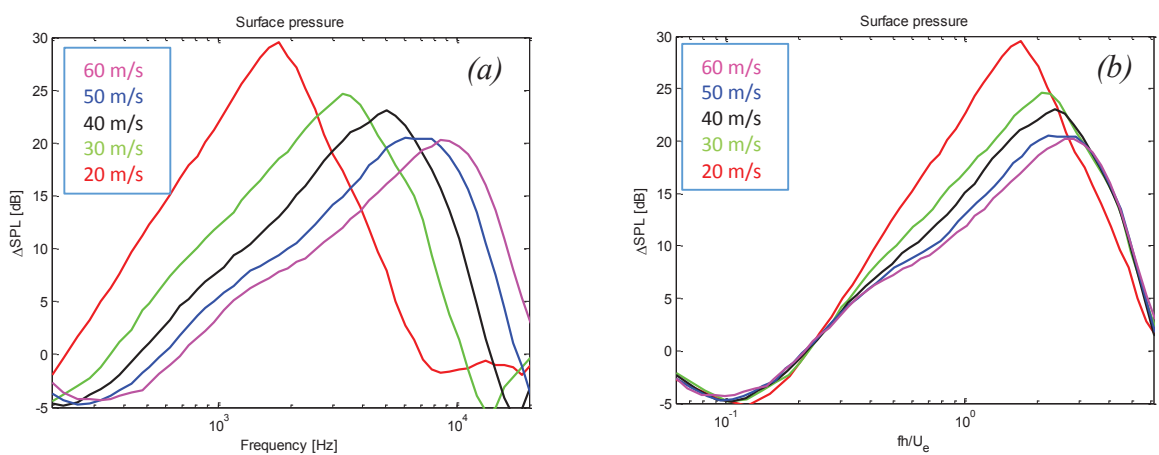 Surface pressure
(a)
60 m/s
50 m/s
40 m/s
30 m/s
20 m/s
ΔSPL [dB]
30
25
20
15
10
5
0
-5
10³
10⁴
Frequency [Hz]
Surface pressure
(b)
60 m/s
50 m/s
40 m/s
30 m/s
20 m/s
ΔSPL [dB]
30
25
20
15
10
5
0
-5
10⁻¹
10⁰
fh/Uₑ